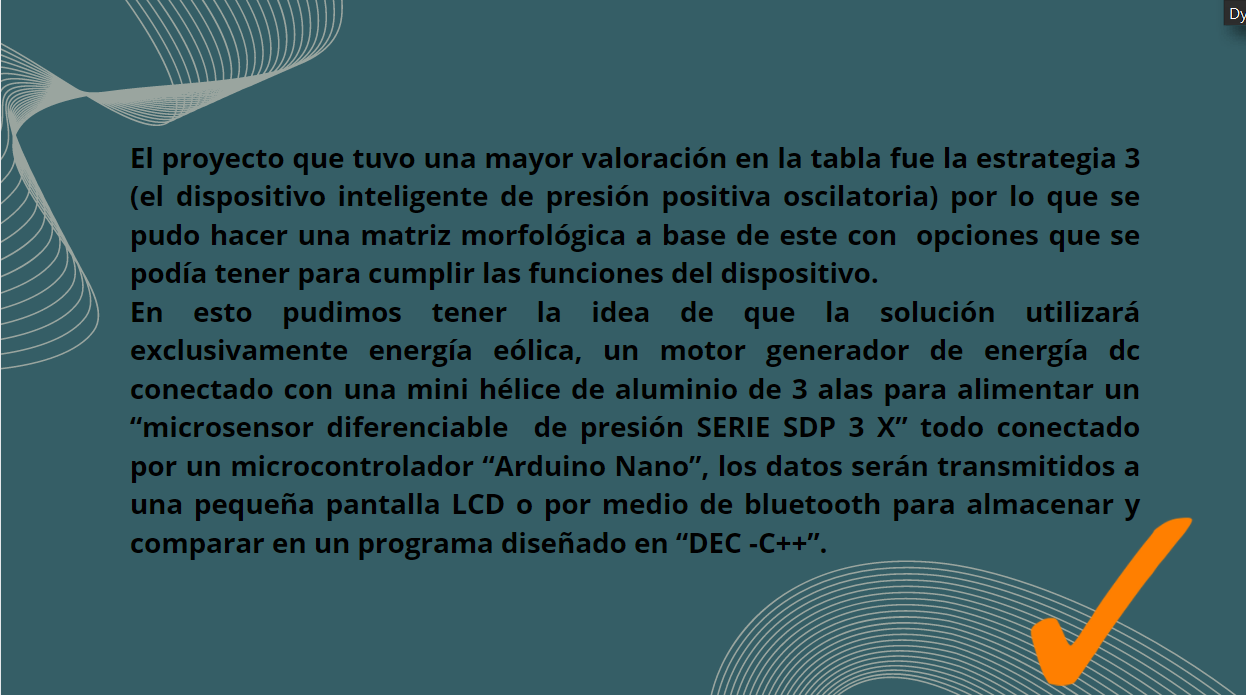 Dy
El proyecto que tuvo una mayor valoración en la tabla fue la estrategia 3
(el dispositivo inteligente de presión positiva oscilatoria) por lo que se
pudo hacer una matriz morfológica a base de este con  opciones que se
podía tener para cumplir las funciones del dispositivo.
En esto pudimos tener la idea de que la solución utilizará
exclusivamente energía eólica, un motor generador de energía dc
conectado con una mini hélice de aluminio de 3 alas para alimentar un
“microsensor diferenciable  de presión SERIE SDP 3 X” todo conectado
por un microcontrolador “Arduino Nano”, los datos serán transmitidos a
una pequeña pantalla LCD o por medio de bluetooth para almacenar y
comparar en un programa diseñado en “DEC -C++”.